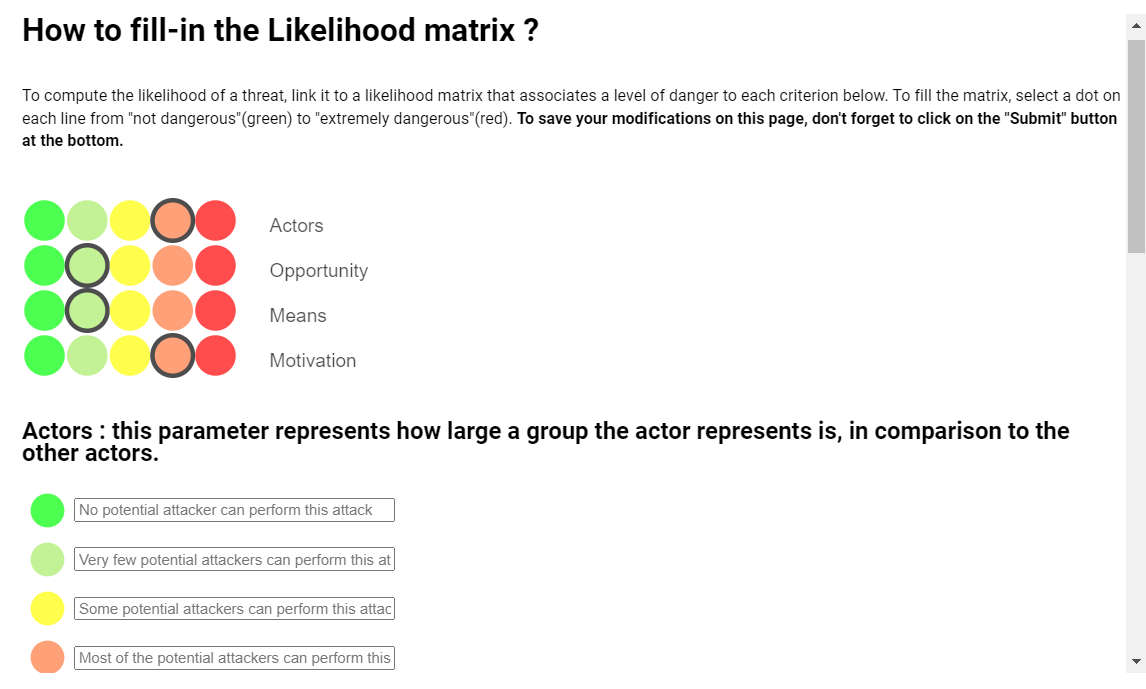 How to fill-in the Likelihood matrix ?
To compute the likelihood of a threat, link it to a likelihood matrix that associates a level of danger to each criterion below. To fill the matrix, select a dot on
each line from "not dangerous"(green) to "extremely dangerous"(red). To save your modifications on this page, don't forget to click on the "Submit" button
at the bottom.
Actors
Opportunity
Means
Motivation
Actors : this parameter represents how large a group the actor represents is, in comparison to the
other actors.
No potential attacker can perform this attack
Very few potential attackers can perform this at
Some potential attackers can perform this attac
Most of the potential attackers can perform this